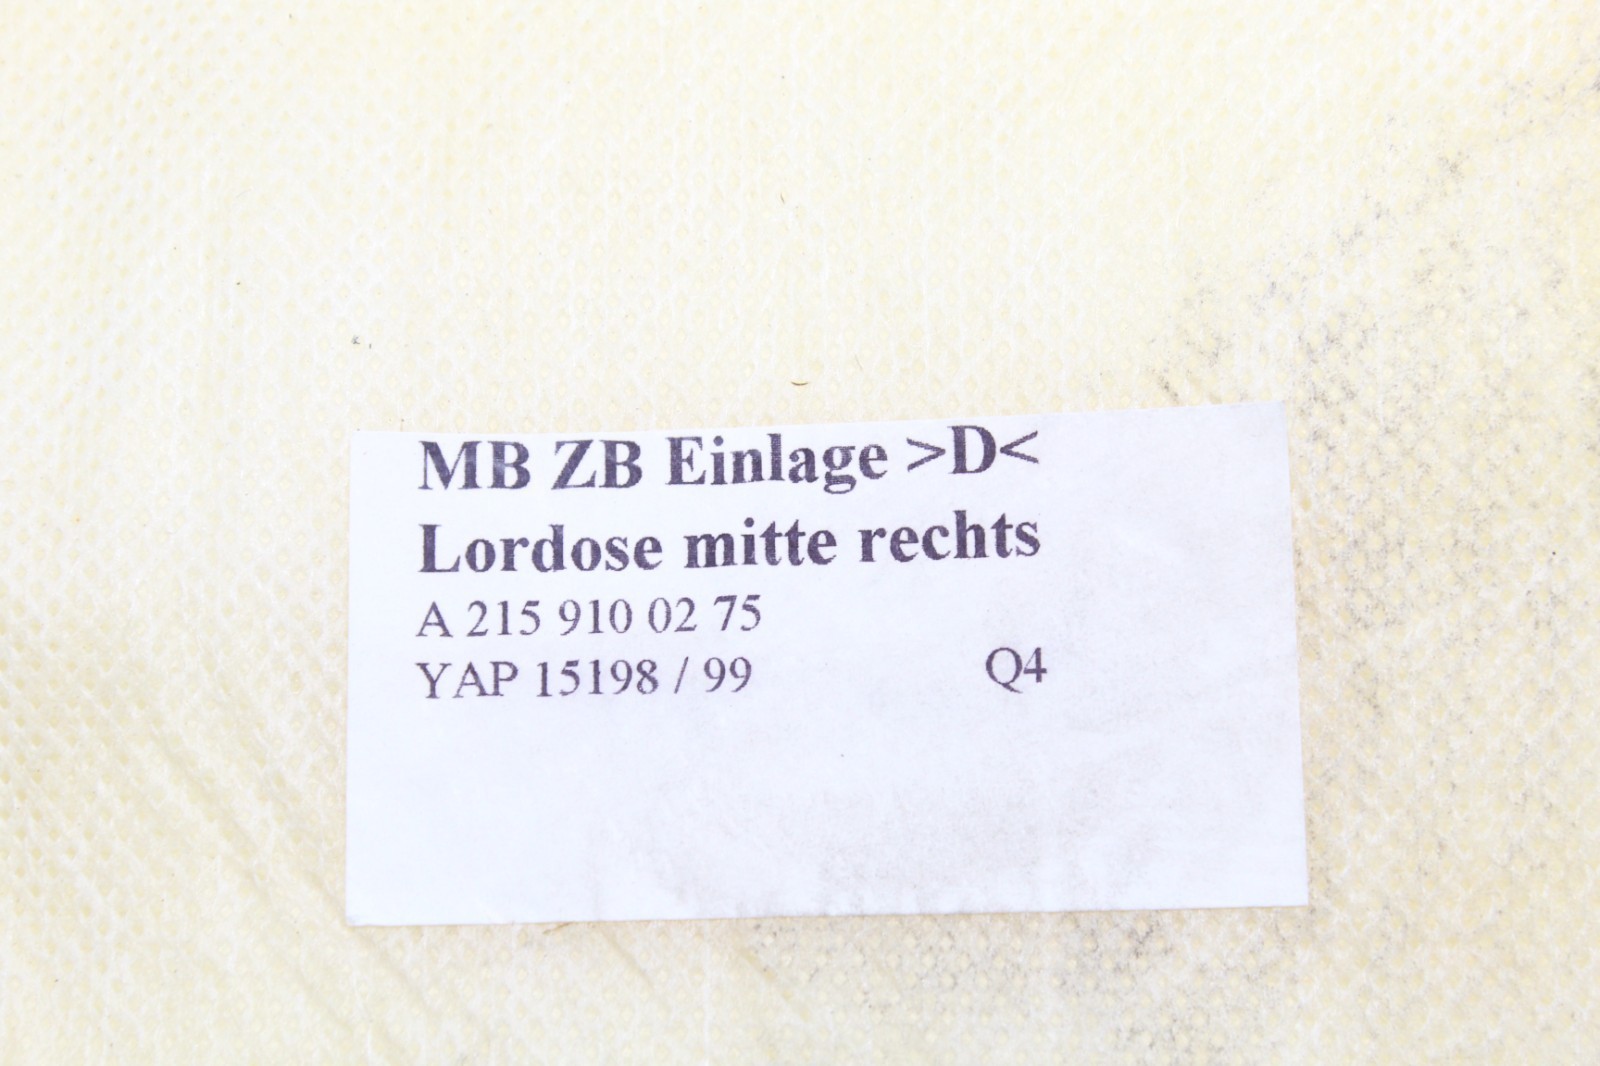 MB ZB Einlage >D<
Lordose mitte rechts
A 215 910 02 75
YAP 15198 / 99 Q4